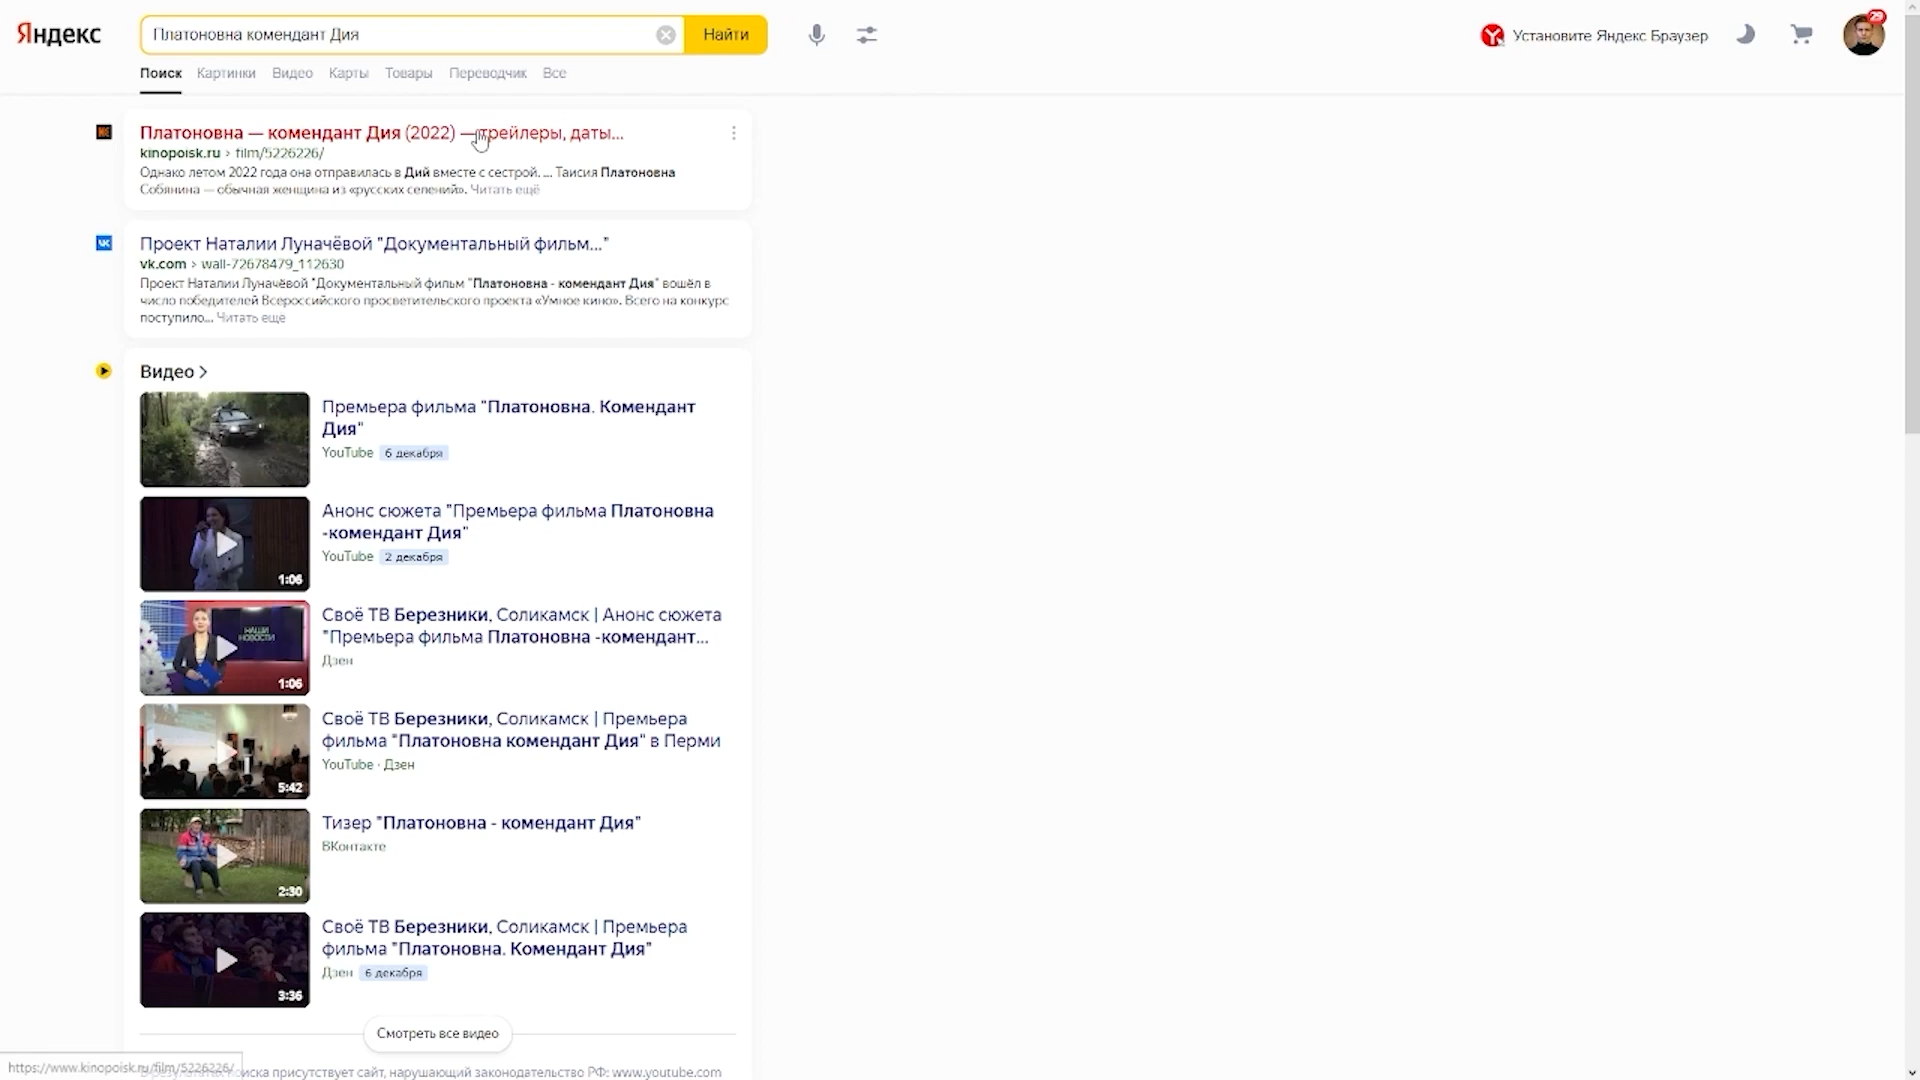 Яндекс
Платоновна комендант Дия
Найти
Установите Яндекс Браузер
29
Поиск Картинки Видео Карты Товары Переводчик Все
Платоновна — комендант Дия (2022) — трейлеры, даты...
kinopoisk.ru › film/5226226/
Однако летом 2022 года она отправилась в Дий вместе с сестрой. ... Таисия Платоновна
Собянина — обычная женщина из «русских селений». Читать ещё
Проект Наталии Луначёвой "Документальный фильм..."
vk.com › wall-72678479_112630
Проект Наталии Луначёвой "Документальный фильм "Платоновна - комендант Дия" вошёл в
число победителей Всероссийского просветительского проекта «Умное кино». Всего на конкурс
поступило... Читать ещё
Видео >
Премьера фильма "Платоновна. Комендант
Дия"
YouTube 6 декабря
Анонс сюжета "Премьера фильма Платоновна
-комендант Дия"
YouTube 2 декабря
1:06
Своё ТВ Березники, Соликамск | Анонс сюжета
"Премьера фильма Платоновна -комендант...
Дзен
НАШИ
НОВОСТИ
1:06
Своё ТВ Березники, Соликамск | Премьера
фильма "Платоновна комендант Дия" в Перми
YouTube · Дзен
5:42
Тизер "Платоновна - комендант Дия"
ВКонтакте
2:30
Своё ТВ Березники, Соликамск | Премьера
фильма "Платоновна. Комендант Дия"
Дзен 6 декабря
3:36
Смотреть все видео
https://www.kinopoisk.ru/film/5226226/
поиска присутствует сайт, нарушающий законодательство РФ: www.youtube.com